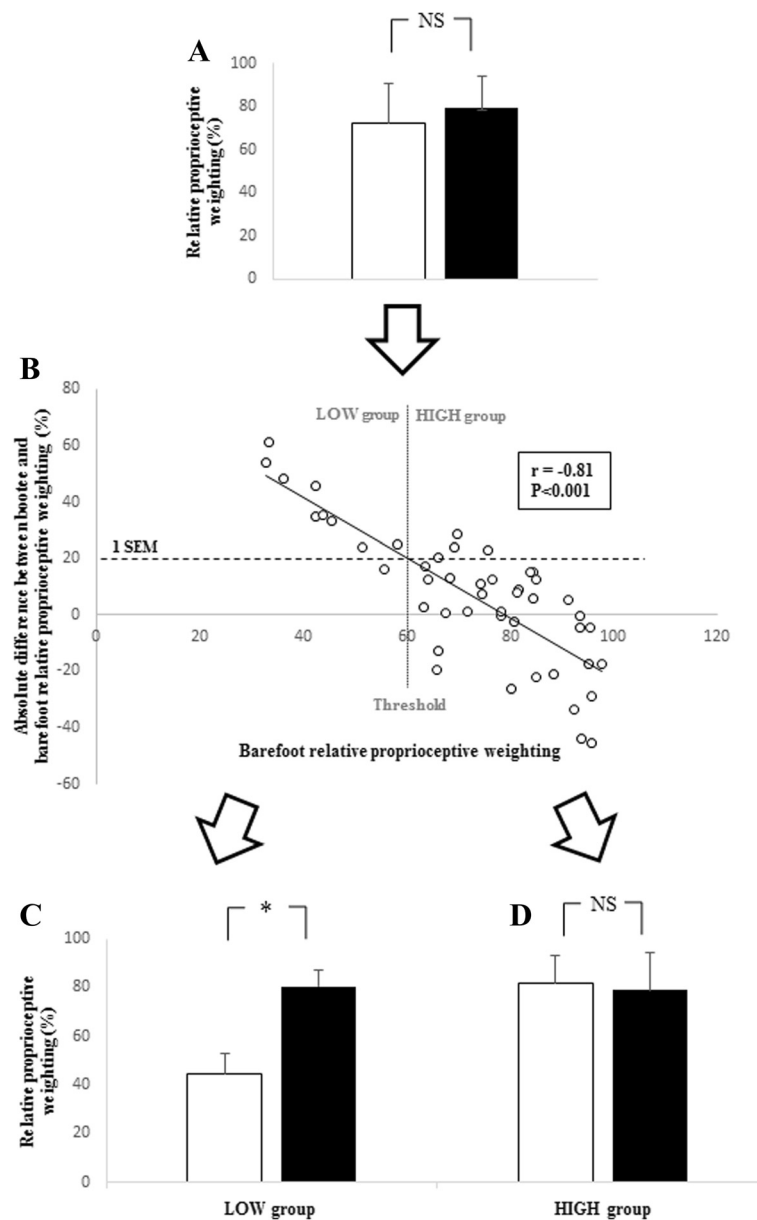 NS
A
100
80
60
40
20
0
Relative proprioceptive
weighting (%)
B
80
60
40
20
0
-20
-40
-60
Absolute difference between bootee and
barefoot relative proprioceptive weighting (%)
LOW group
HIGH group
r = -0.81
P<0.001
1 SEM
0
20
40
60
80
100
120
Threshold
Barefoot relative proprioceptive weighting
C
*
D
NS
100
80
60
40
20
0
Relative proprioceptive
weighting (%)
LOW group
HIGH group